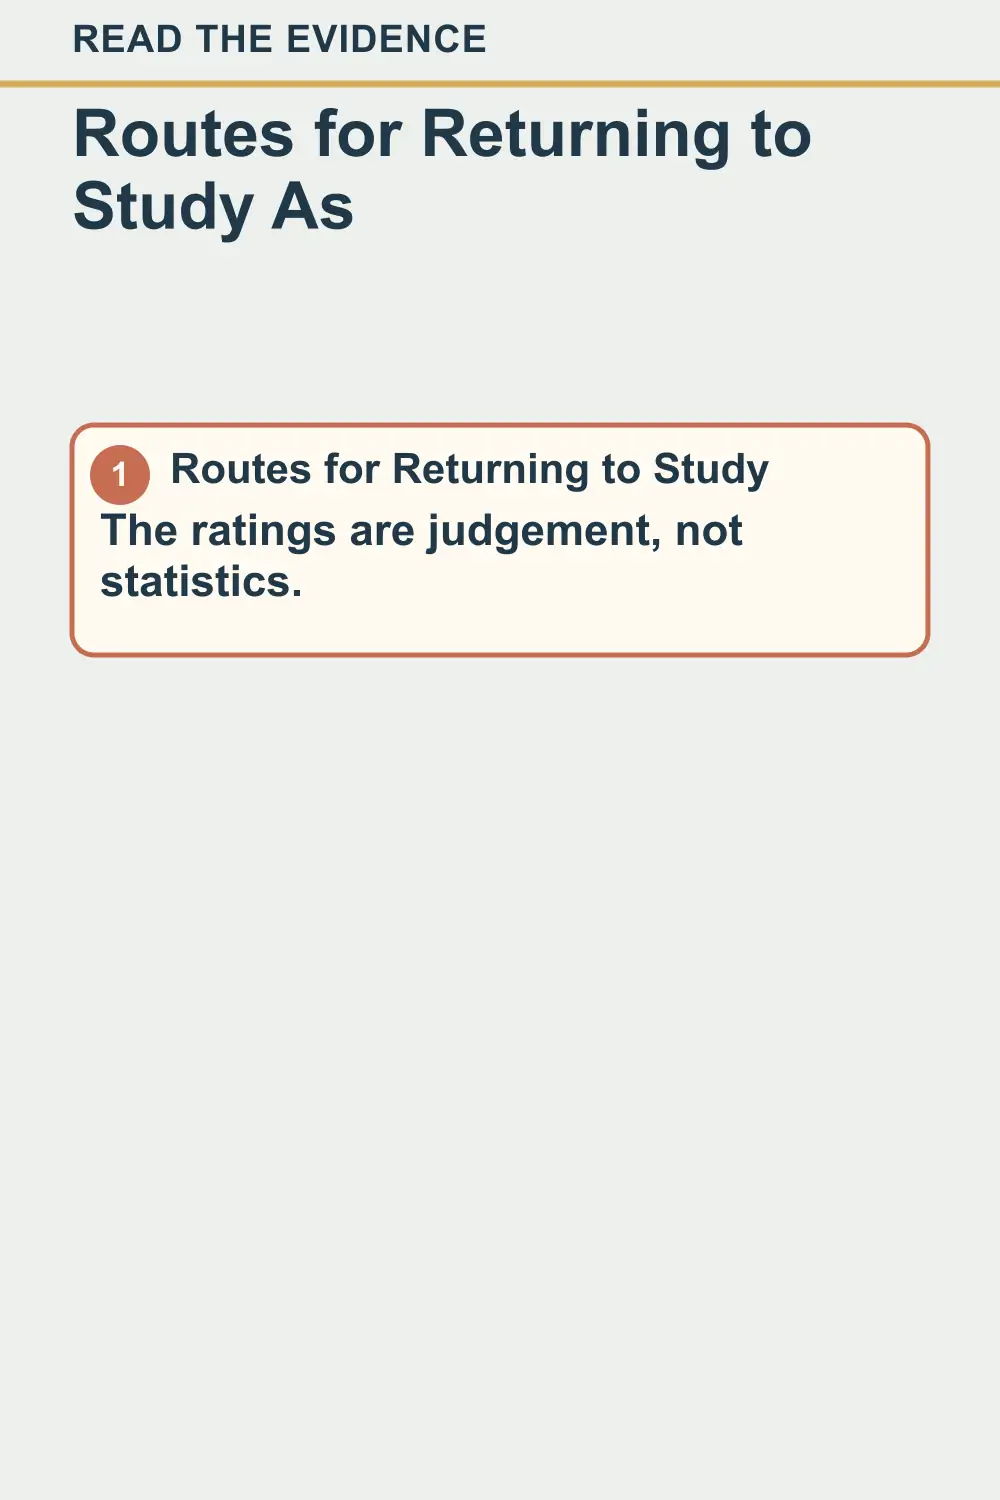 READ THE EVIDENCE
Routes for Returning to
Study As
1 Routes for Returning to Study
The ratings are judgement, not
statistics.